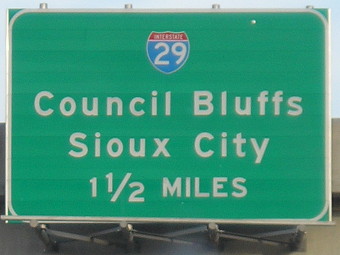 INTERSTATE
29
Council Bluffs
Sioux City
1 1/2 MILES